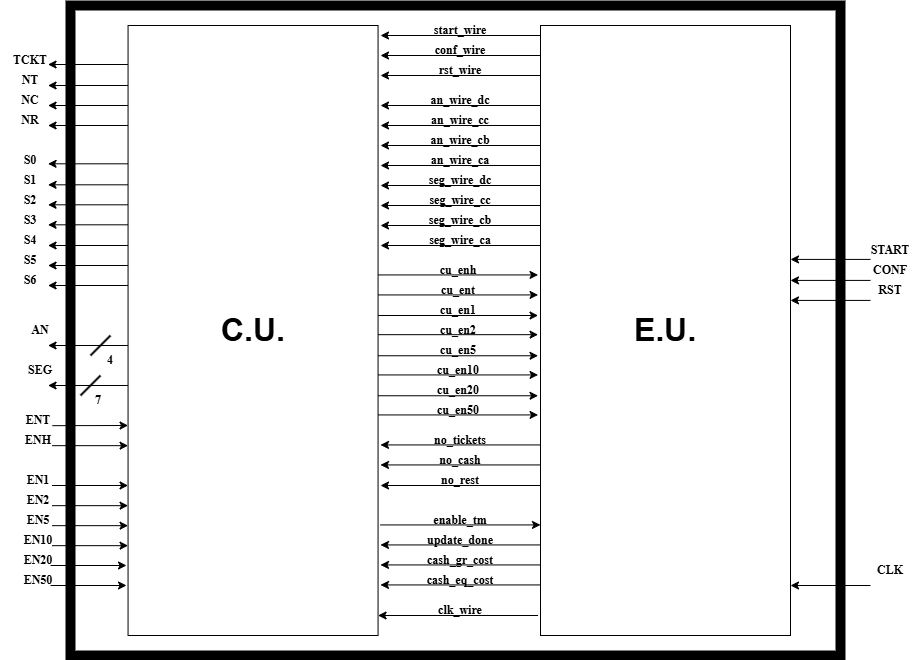 start_wire
conf_wire
rst_wire
TCKT
NT
NC
NR
an_wire_dc
an_wire_cc
an_wire_cb
an_wire_ca
seg_wire_dc
seg_wire_cc
seg_wire_cb
seg_wire_ca
S0
S1
S2
S3
S4
S5
S6
START
CONF
RST
cu_enh
cu_ent
cu_en1
cu_en2
cu_en5
cu_en10
cu_en20
cu_en50
C.U.
E.U.
AN
4
SEG
7
ENT
ENH
no_tickets
no_cash
no_rest
EN1
EN2
EN5
EN10
EN20
EN50
enable_tm
update_done
cash_gr_cost
cash_eq_cost
clk_wire
CLK